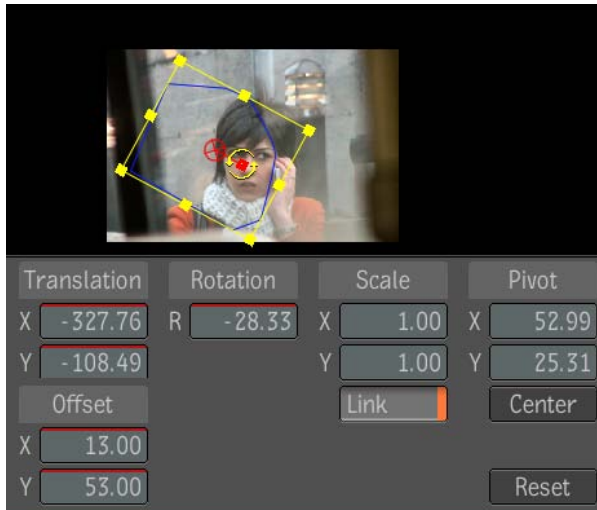 Translation Rotation Scale Pivot
X -327.76 R -28.33 X 1.00 X 52.99
Y -108.49 Y 1.00 Y 25.31
Offset Link Center
X 13.00
Y 53.00 Reset